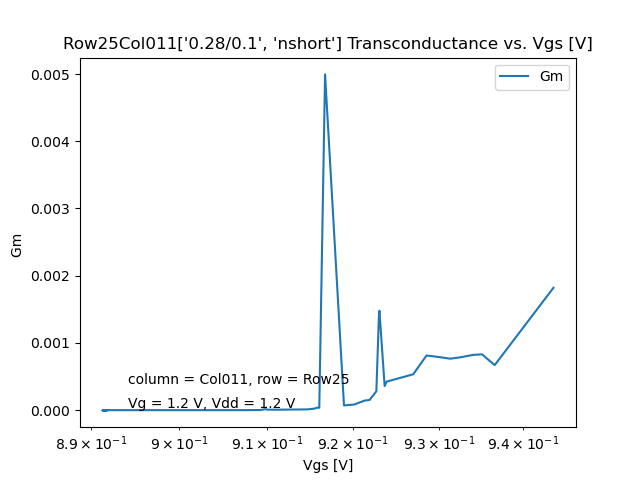 Row25Col011['0.28/0.1', 'nshort'] Transconductance vs. Vgs [V]
Gm
0.005
0.004
0.003
0.002
0.001
0.000
Gm
column = Col011, row = Row25
Vg = 1.2 V, Vdd = 1.2 V
8.9 × 10⁻¹
9 × 10⁻¹
9.1 × 10⁻¹
9.2 × 10⁻¹
9.3 × 10⁻¹
9.4 × 10⁻¹
Vgs [V]